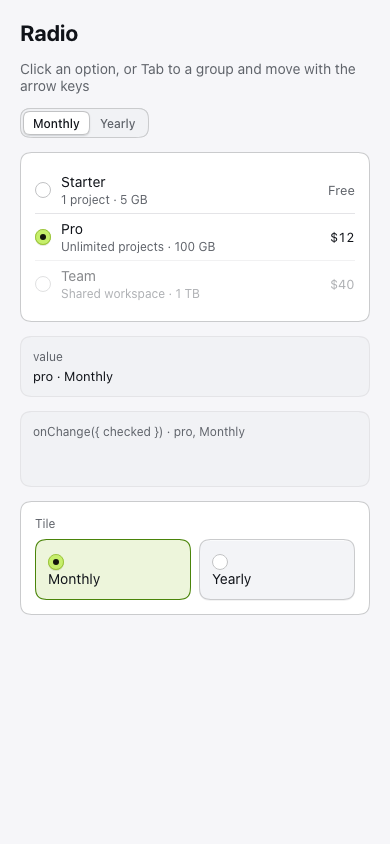 Radio
Click an option, or Tab to a group and move with the
arrow keys
Monthly Yearly
Starter
1 project · 5 GB
Free
Pro
Unlimited projects · 100 GB
$12
Team
Shared workspace · 1 TB
$40
value
pro · Monthly
onChange({ checked }) · pro, Monthly
Tile
Monthly
Yearly